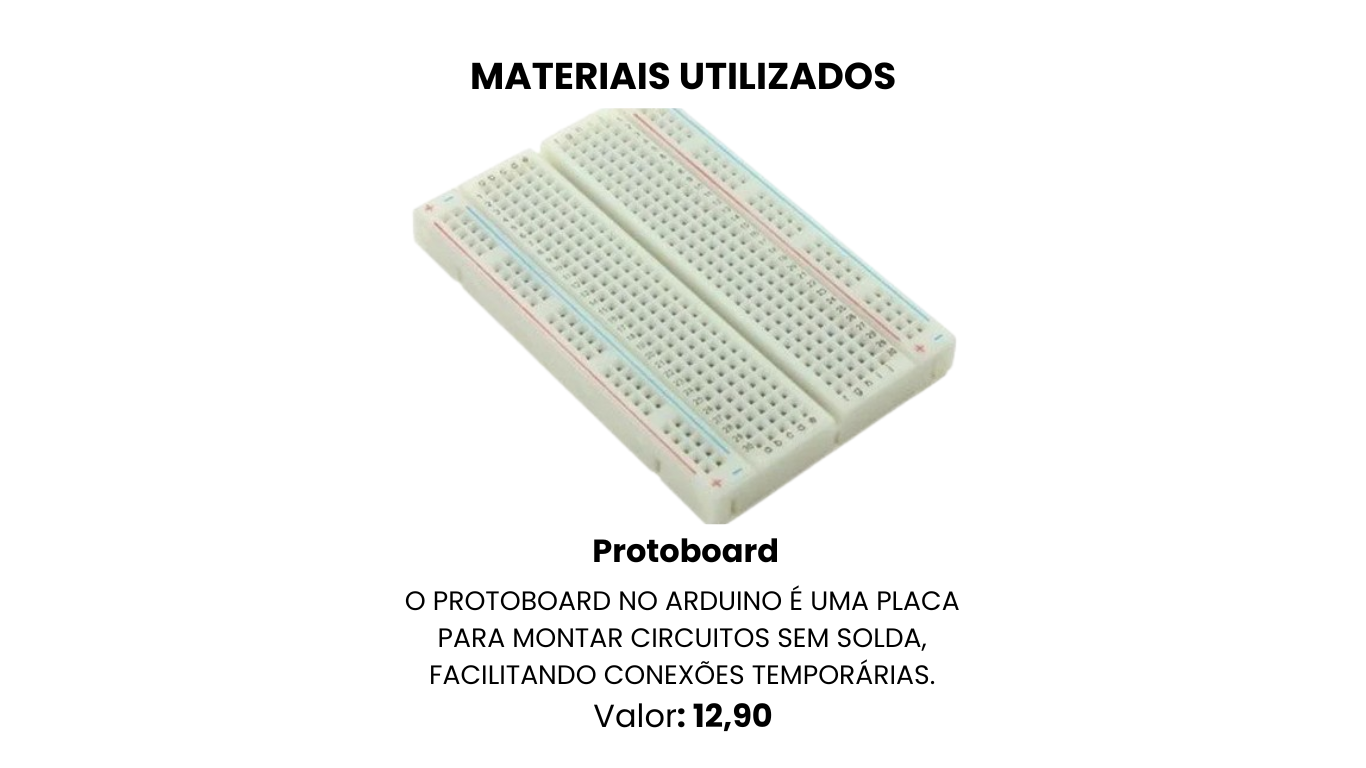 MATERIAIS UTILIZADOS
Protoboard
O PROTOBOARD NO ARDUINO É UMA PLACA
PARA MONTAR CIRCUITOS SEM SOLDA,
FACILITANDO CONEXÕES TEMPORÁRIAS.
Valor: 12,90